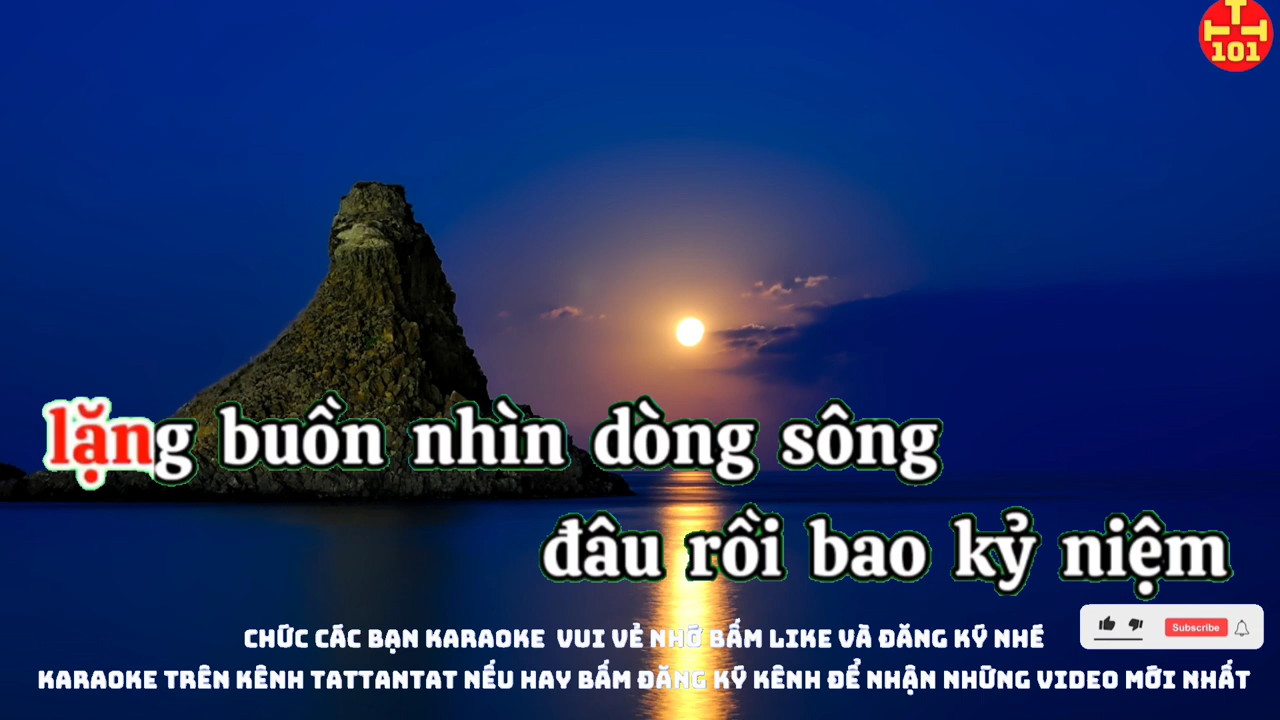 TTT
101
lặng buồn nhìn dòng sông
đâu rồi bao kỷ niệm
Subscribe
CHÚC CÁC BẠN KARAOKE VUI VẺ NHỚ BẤM LIKE VÀ ĐĂNG KÝ NHÉ
KARAOKE TRÊN KÊNH TATTANTAT NẾU HAY BẤM ĐĂNG KÝ KÊNH ĐỂ NHẬN NHỮNG VIDEO MỚI NHẤT